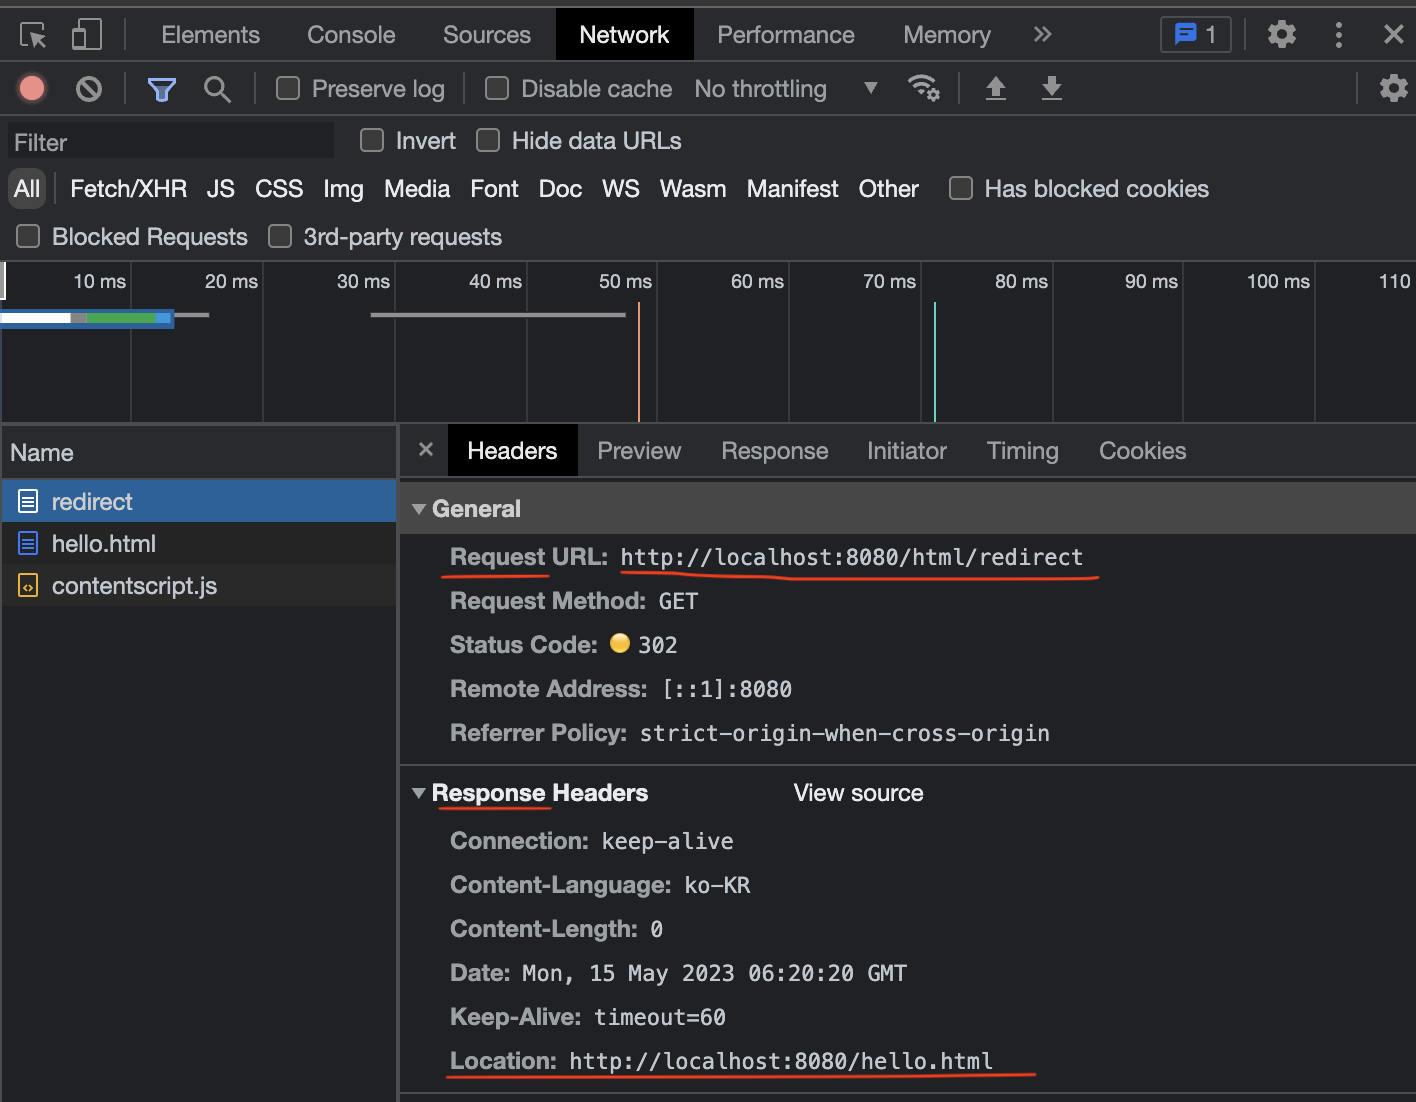 Elements Console Sources Network Performance Memory 1
Preserve log Disable cache No throttling
Filter Invert Hide data URLs
All Fetch/XHR JS CSS Img Media Font Doc WS Wasm Manifest Other Has blocked cookies
Blocked Requests 3rd-party requests
10 ms 20 ms 30 ms 40 ms 50 ms 60 ms 70 ms 80 ms 90 ms 100 ms 110
Name
redirect
hello.html
contentscript.js
Headers Preview Response Initiator Timing Cookies
General
Request URL: http://localhost:8080/html/redirect
Request Method: GET
Status Code: 302
Remote Address: [::1]:8080
Referrer Policy: strict-origin-when-cross-origin
Response Headers View source
Connection: keep-alive
Content-Language: ko-KR
Content-Length: 0
Date: Mon, 15 May 2023 06:20:20 GMT
Keep-Alive: timeout=60
Location: http://localhost:8080/hello.html